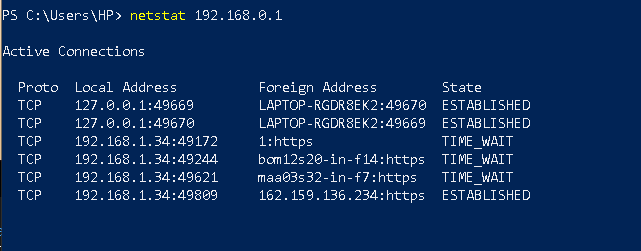 PS C:\Users\HP> netstat 192.168.0.1
Active Connections
Proto Local Address Foreign Address State
TCP 127.0.0.1:49669 LAPTOP-RGDR8EK2:49670 ESTABLISHED
TCP 127.0.0.1:49670 LAPTOP-RGDR8EK2:49669 ESTABLISHED
TCP 192.168.1.34:49172 1:https TIME_WAIT
TCP 192.168.1.34:49244 bom12s20-in-f14:https TIME_WAIT
TCP 192.168.1.34:49621 maa03s32-in-f7:https TIME_WAIT
TCP 192.168.1.34:49809 162.159.136.234:https ESTABLISHED